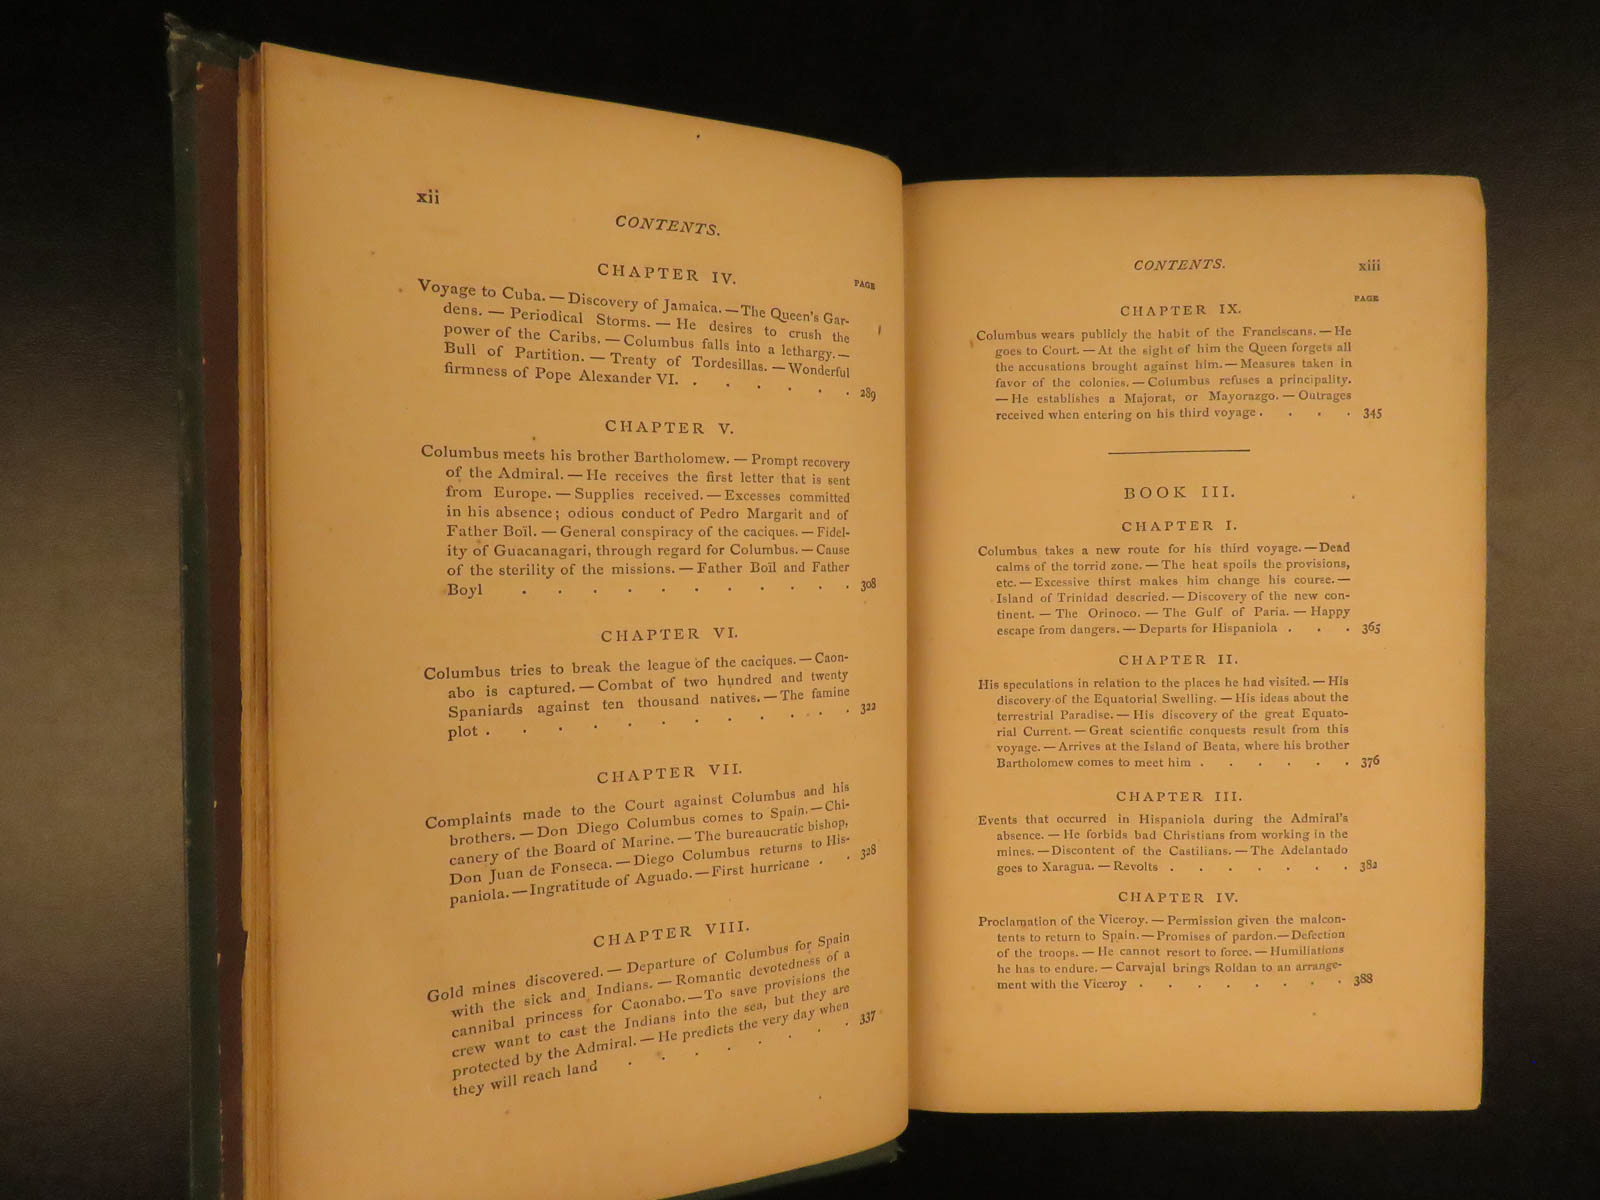 xii
CONTENTS.
CHAPTER IV.
PAGE
Voyage to Cuba. — Discovery of Jamaica. — The Queen's Gar-
dens. — Periodical Storms. — He desires to crush the
power of the Caribs. — Columbus falls into a lethargy. —
Bull of Partition. — Treaty of Tordesillas. — Wonderful
firmness of Pope Alexander VI. . . . . . . 289
CHAPTER V.
Columbus meets his brother Bartholomew. — Prompt recovery
of the Admiral. — He receives the first letter that is sent
from Europe. — Supplies received. — Excesses committed
in his absence; odious conduct of Pedro Margarit and of
Father Boïl. — General conspiracy of the caciques. — Fidel-
ity of Guacanagari, through regard for Columbus. — Cause
of the sterility of the missions. — Father Boïl and Father
Boyl . . . . . . . . . . 308
CHAPTER VI.
Columbus tries to break the league of the caciques. — Caon-
abo is captured. — Combat of two hundred and twenty
Spaniards against ten thousand natives. — The famine
plot . . . . . . . . . . . 322
CHAPTER VII.
Complaints made to the Court against Columbus and his
brothers. — Don Diego Columbus comes to Spain. — Chi-
canery of the Board of Marine. — The bureaucratic bishop,
Don Juan de Fonseca. — Diego Columbus returns to His-
paniola. — Ingratitude of Aguado. — First hurricane . . 328
CHAPTER VIII.
Gold mines discovered. — Departure of Columbus for Spain
with the sick and Indians. — Romantic devotedness of a
cannibal princess for Caonabo. — To save provisions the
crew want to cast the Indians into the sea, but they are
protected by the Admiral. — He predicts the very day when
they will reach land . . . . . . . 337
CONTENTS. xiii
PAGE
CHAPTER IX.
Columbus wears publicly the habit of the Franciscans. — He
goes to Court. — At the sight of him the Queen forgets all
the accusations brought against him. — Measures taken in
favor of the colonies. — Columbus refuses a principality.
— He establishes a Majorat, or Mayorazgo. — Outrages
received when entering on his third voyage . . . . 345
BOOK III.
CHAPTER I.
Columbus takes a new route for his third voyage. — Dead
calms of the torrid zone. — The heat spoils the provisions,
etc. — Excessive thirst makes him change his course. —
Island of Trinidad descried. — Discovery of the new con-
tinent. — The Orinoco. — The Gulf of Paria. — Happy
escape from dangers. — Departs for Hispaniola . . . 365
CHAPTER II.
His speculations in relation to the places he had visited. — His
discovery of the Equatorial Swelling. — His ideas about the
terrestrial Paradise. — His discovery of the great Equato-
rial Current. — Great scientific conquests result from this
voyage. — Arrives at the Island of Beata, where his brother
Bartholomew comes to meet him . . . . . . 376
CHAPTER III.
Events that occurred in Hispaniola during the Admiral's
absence. — He forbids bad Christians from working in the
mines. — Discontent of the Castilians. — The Adelantado
goes to Xaragua. — Revolts . . . . . . . 382
CHAPTER IV.
Proclamation of the Viceroy. — Permission given the malcon-
tents to return to Spain. — Promises of pardon. — Defection
of the troops. — He cannot resort to force. — Humiliations
he has to endure. — Carvajal brings Roldan to an arrange-
ment with the Viceroy . . . . . . . . 388